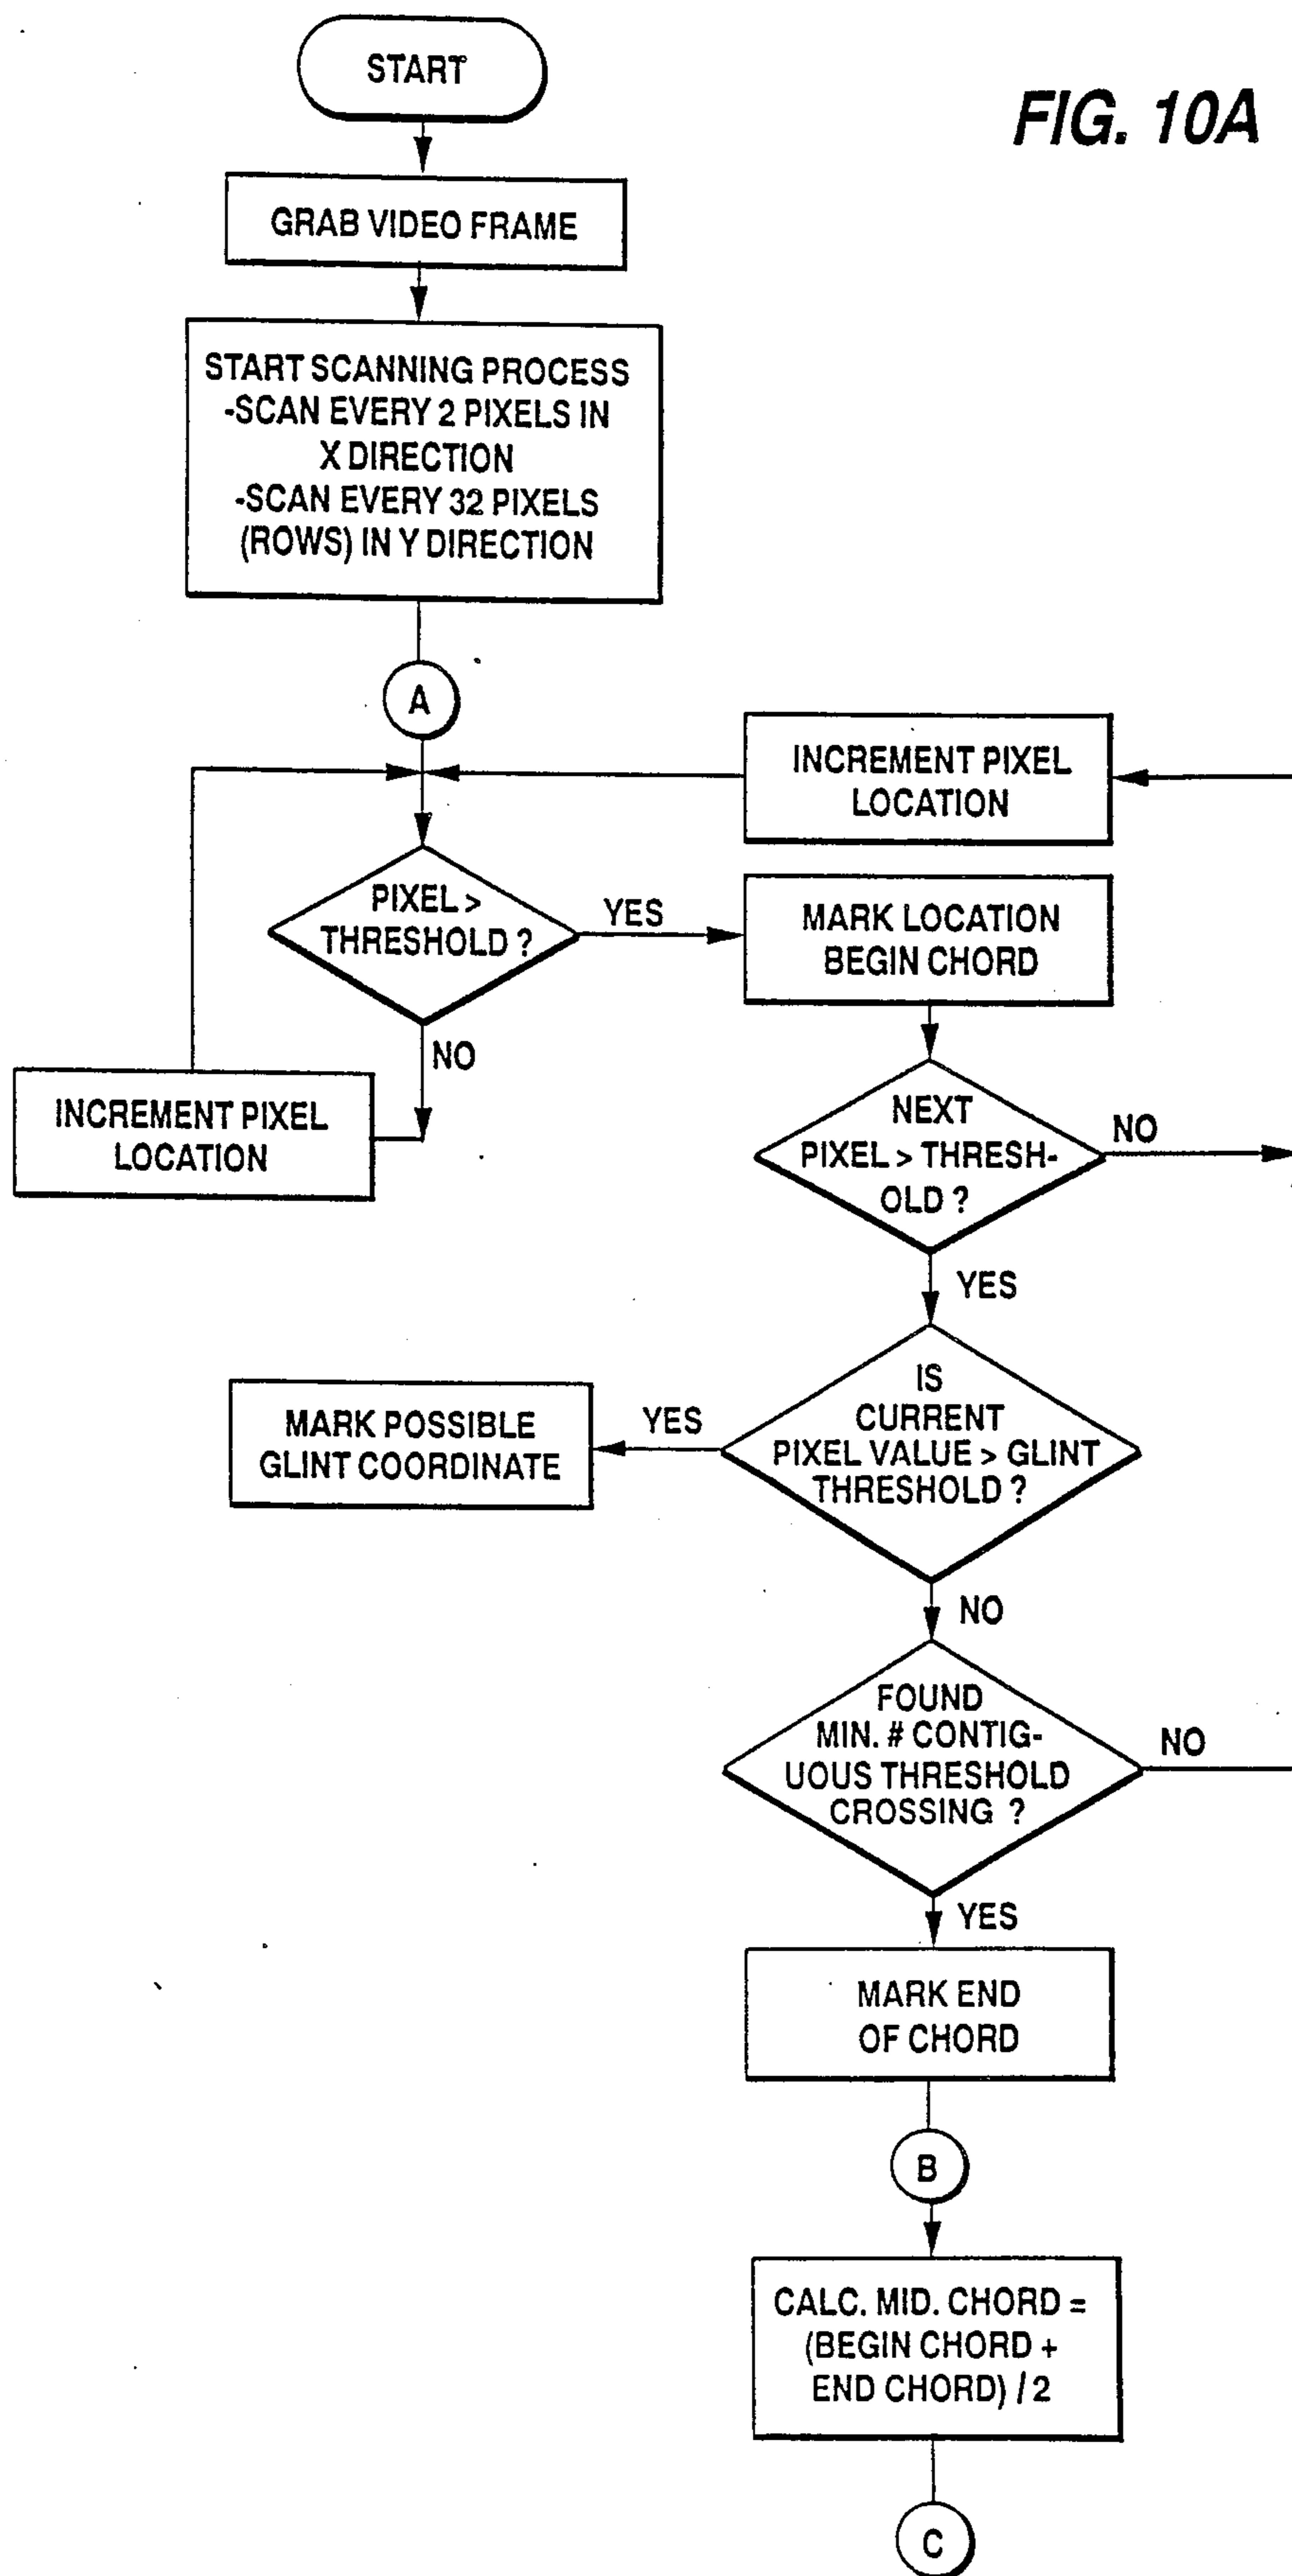 FIG. 10A
START
GRAB VIDEO FRAME
START SCANNING PROCESS
-SCAN EVERY 2 PIXELS IN
X DIRECTION
-SCAN EVERY 32 PIXELS
(ROWS) IN Y DIRECTION
A
INCREMENT PIXEL
LOCATION
PIXEL >
THRESHOLD ?
YES
MARK LOCATION
BEGIN CHORD
NO
INCREMENT PIXEL
LOCATION
NEXT
PIXEL > THRESH-
OLD ?
NO
YES
IS
CURRENT
PIXEL VALUE > GLINT
THRESHOLD ?
YES
MARK POSSIBLE
GLINT COORDINATE
NO
FOUND
MIN. # CONTIG-
UOUS THRESHOLD
CROSSING ?
NO
YES
MARK END
OF CHORD
B
CALC. MID. CHORD =
(BEGIN CHORD +
END CHORD) / 2
C